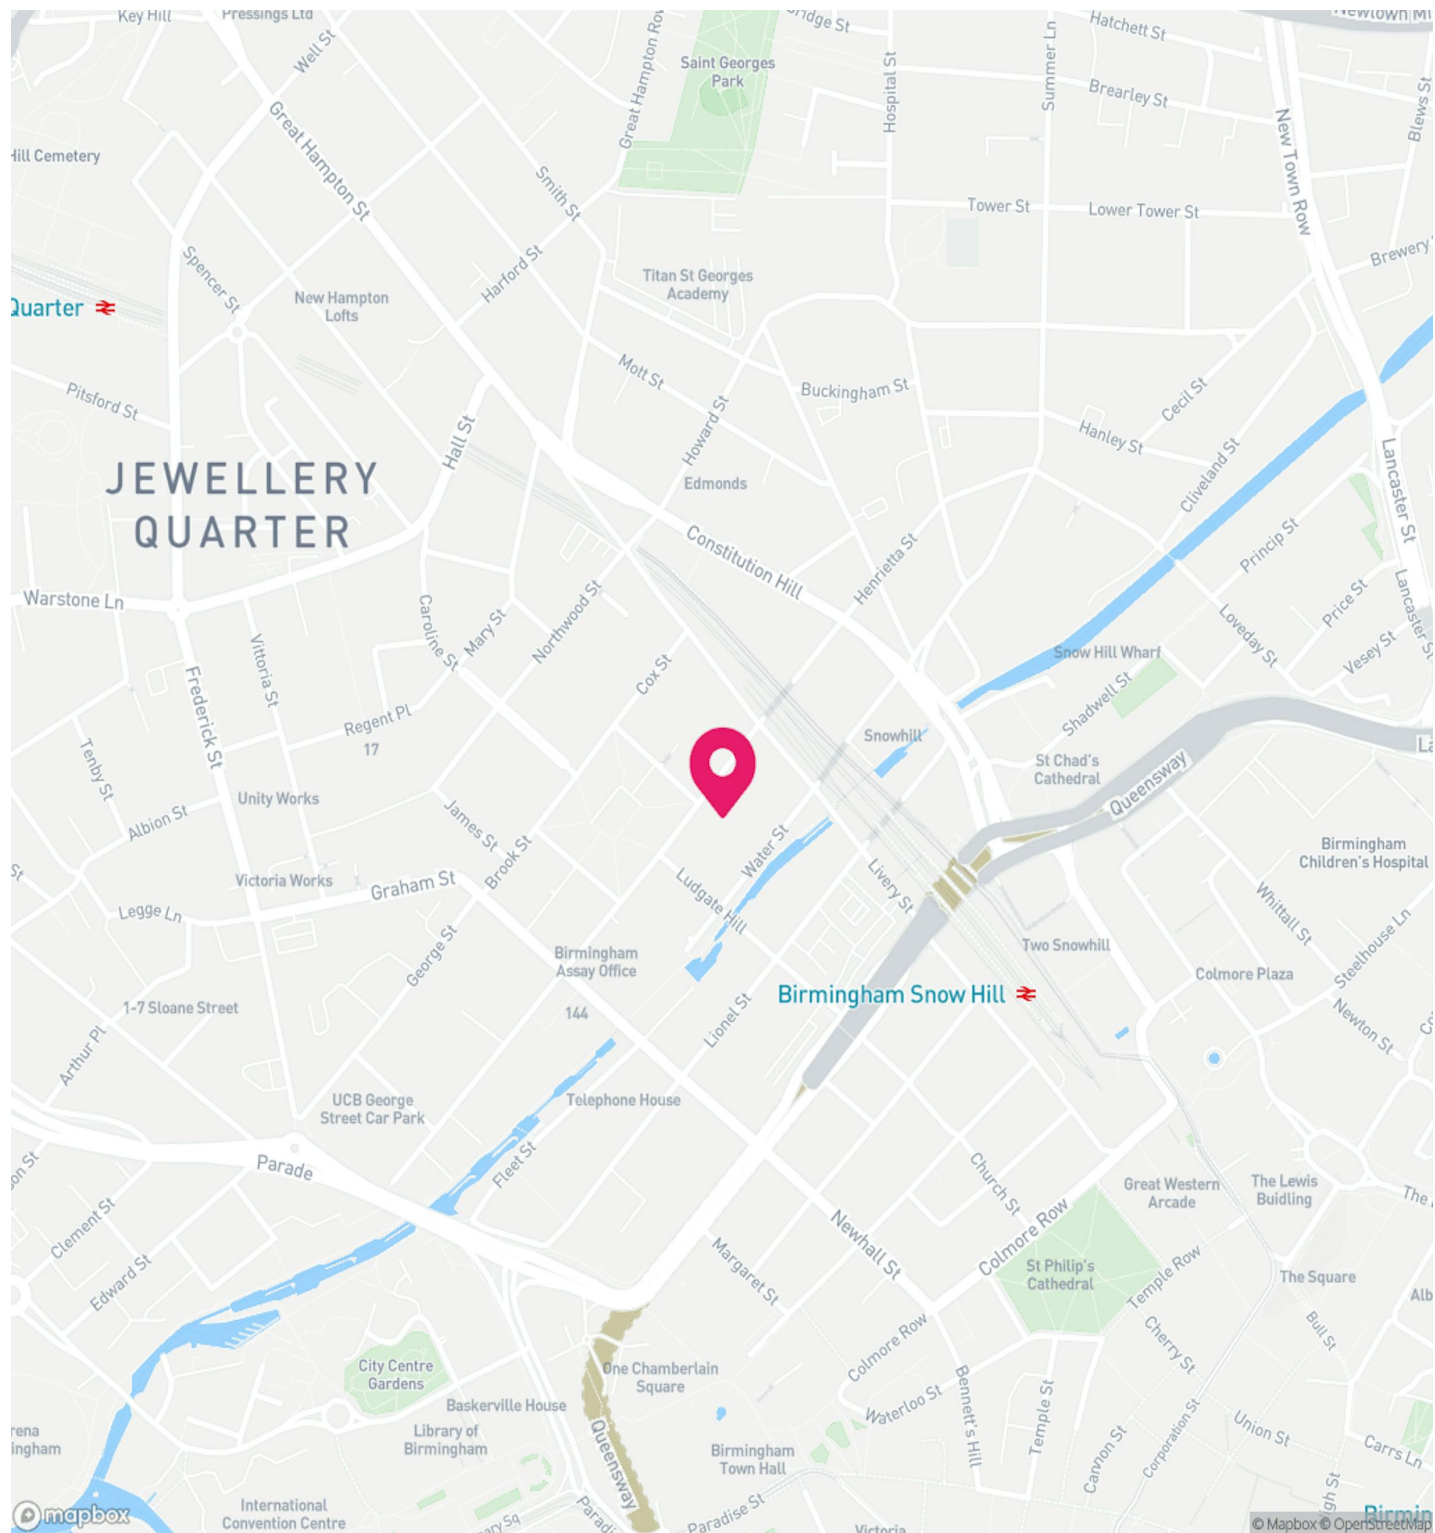 Key Hill
Pressings Ltd
Hatchett St
Well St
Great Hampton Row
Saint Georges
Park
Hospital St
Summer Ln
Brearley St
Blews St
New Town Row
Hill Cemetery
Great Hampton St
Smith St
Tower St
Lower Tower St
Spencer St
Harford St
Titan St Georges
Academy
Brewery
Quarter
New Hampton
Lofts
Mott St
Buckingham St
Cecil St
Pitsford St
Howard St
Hanley St
Hall St
Cliveland St
Lancaster St
JEWELLERY
QUARTER
Edmonds
Constitution Hill
Princip St
Henrietta St
Warstone Ln
Caroline St
Mary St
Northwood St
Loveday St
Price St
Lancaster St
Vittoria St
Cox St
Snow Hill Wharf
Vesey St
Frederick St
Shadwell St
Regent Pl
17
Snowhill
Tenby St
St Chad's
Cathedral
Queensway
Unity Works
Albion St
James St
Brook St
Water St
Birmingham
Children's Hospital
Victoria Works
Graham St
Ludgate Hill
Livery St
Legge Ln
Whittall St
George St
Birmingham
Assay Office
Two Snowhill
Steelhouse Ln
Colmore Plaza
Birmingham Snow Hill
1-7 Sloane Street
144
Lionel St
Newton St
Arthur Pl
UCB George
Street Car Park
Telephone House
Fleet St
Parade
Church St
Great Western
Arcade
The Lewis
Buidling
The
Clement St
Newhall St
Colmore Row
Margaret St
St Philip's
Cathedral
Temple Row
The Square
Edward St
Bull St
Colmore Row
Cherry St
City Centre
Gardens
One Chamberlain
Square
Baskerville House
Waterloo St
Bennett's Hill
Temple St
Corporation St
Union St
Library of
Birmingham
Queensway
Cannon St
Carrs Ln
Birmingham
Town Hall
International
Convention Centre
Paradise St
Victoria
mapbox
© Mapbox © OpenStreetMap